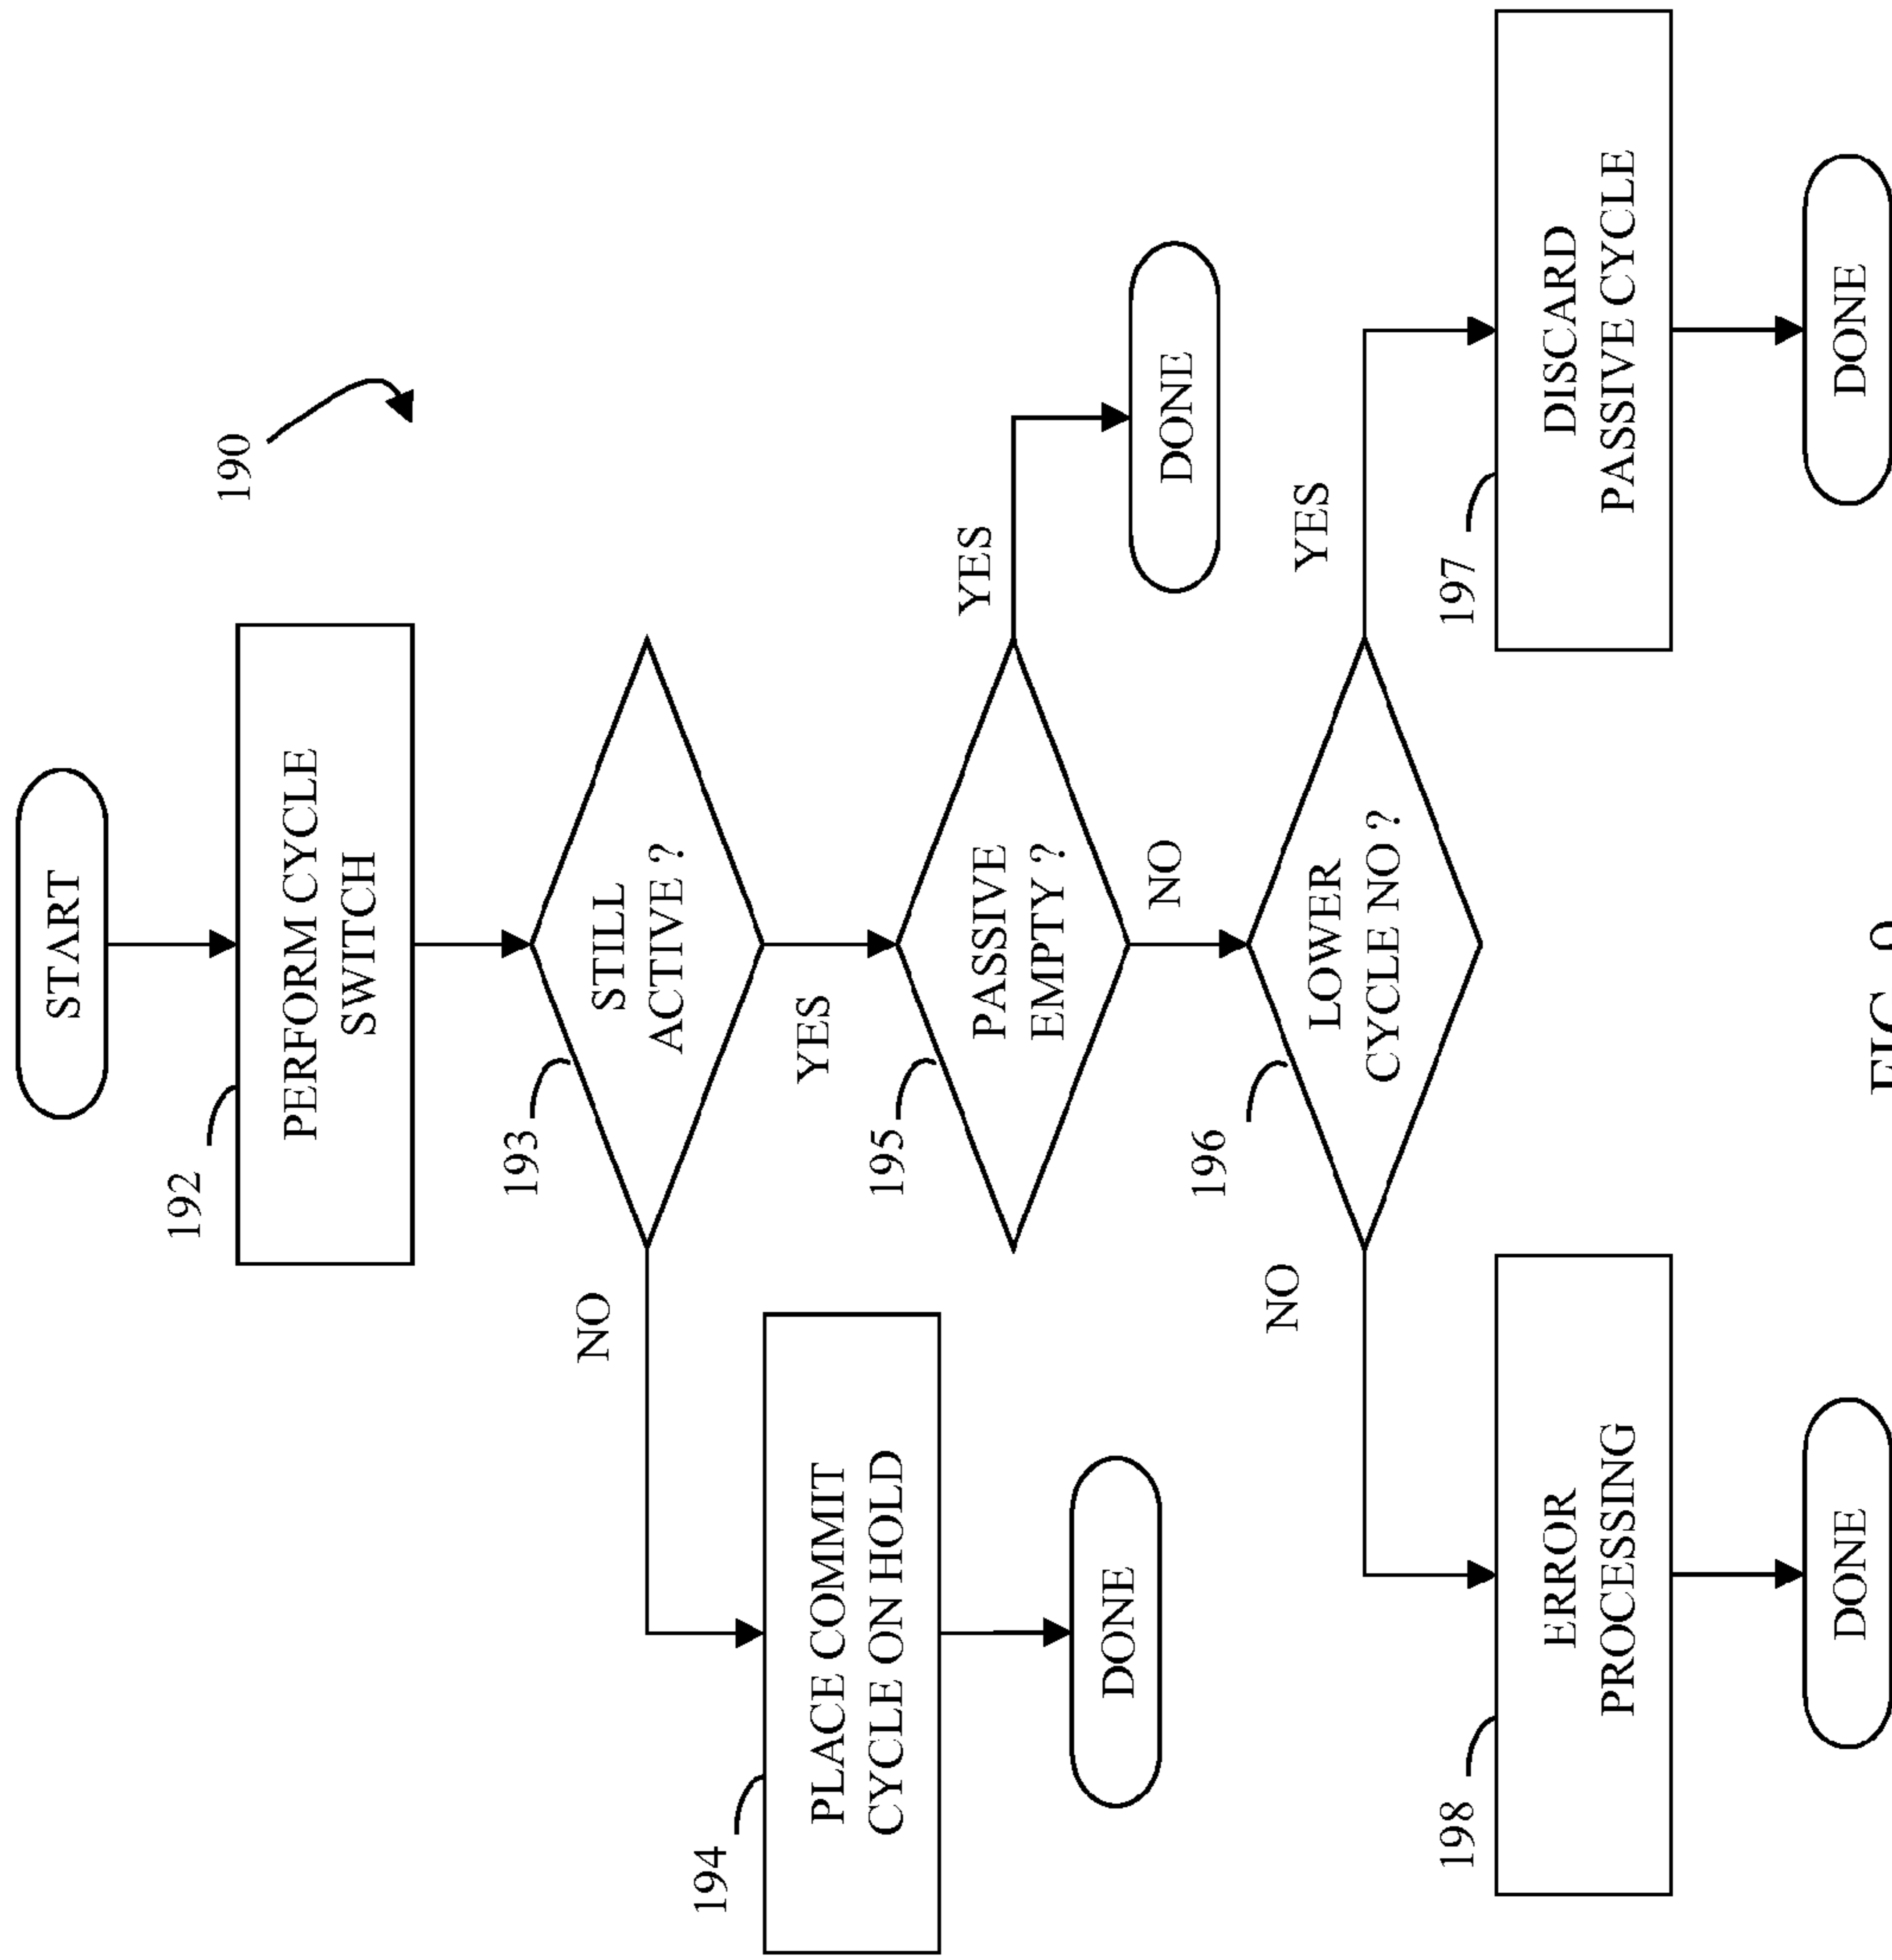 190
START
192
PERFORM CYCLE
SWITCH
193
STILL
ACTIVE ?
NO
YES
194
PLACE COMMIT
CYCLE ON HOLD
DONE
195
PASSIVE
EMPTY ?
YES
DONE
NO
196
LOWER
CYCLE NO ?
NO
YES
198
ERROR
PROCESSING
DONE
197
DISCARD
PASSIVE CYCLE
DONE